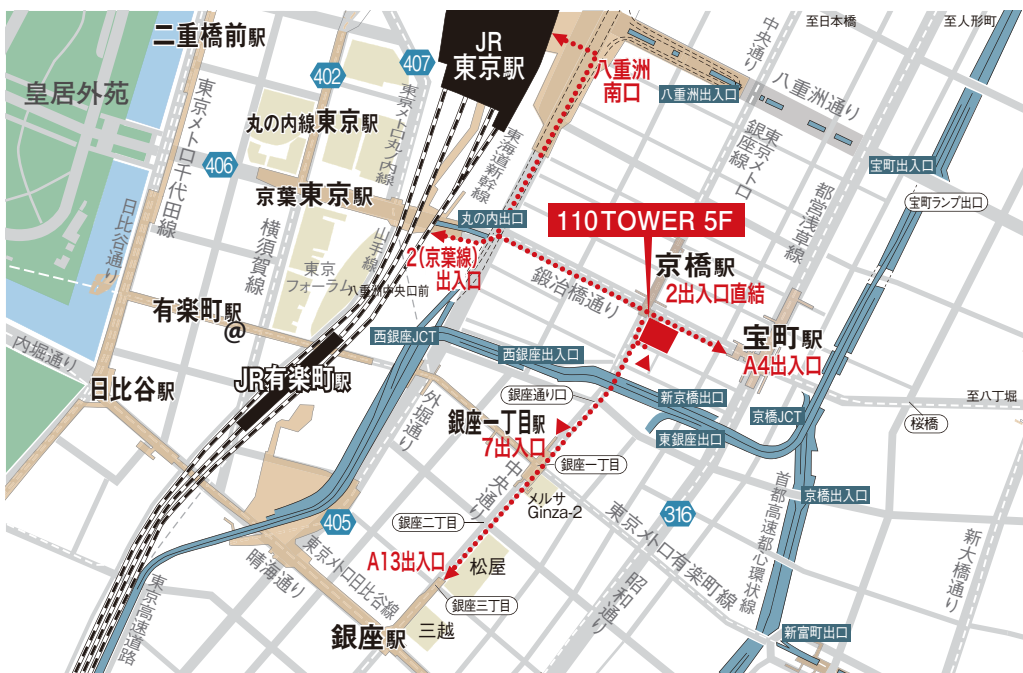 二重橋前駅
JR
東京駅
407
402
皇居外苑
八重洲
南口
八重洲出入口
中央通り
至日本橋
至人形町
八重洲通り
東京メトロ千代田線
丸の内線東京駅
東京メトロ丸ノ内線
東海道新幹線
東京メトロ
銀座線
都営浅草線
宝町出入口
宝町ランプ出口
406
京葉東京駅
丸の内出口
110TOWER 5F
日比谷通り
横須賀線
山手線
2(京葉線)
出入口
東京
フォーラム
八重洲中央口前
鍛冶橋通り
京橋駅
2出入口直結
有楽町駅
@
内堀通り
西銀座JCT
西銀座出入口
宝町駅
A4出入口
日比谷駅
JR有楽町駅
外堀通り
銀座通り口
新京橋出口
京橋JCT
至八丁堀
桜橋
銀座一丁目駅
7出入口
東銀座出口
銀座一丁目
中央通り
メルサ
Ginza-2
京橋出入口
316
405
銀座二丁目
東京メトロ有楽町線
首都高速都心環状線
新大橋通り
晴海通り
東京メトロ日比谷線
A13出入口
松屋
昭和通り
銀座三丁目
東京高速道路
銀座駅
三越
新富町出口